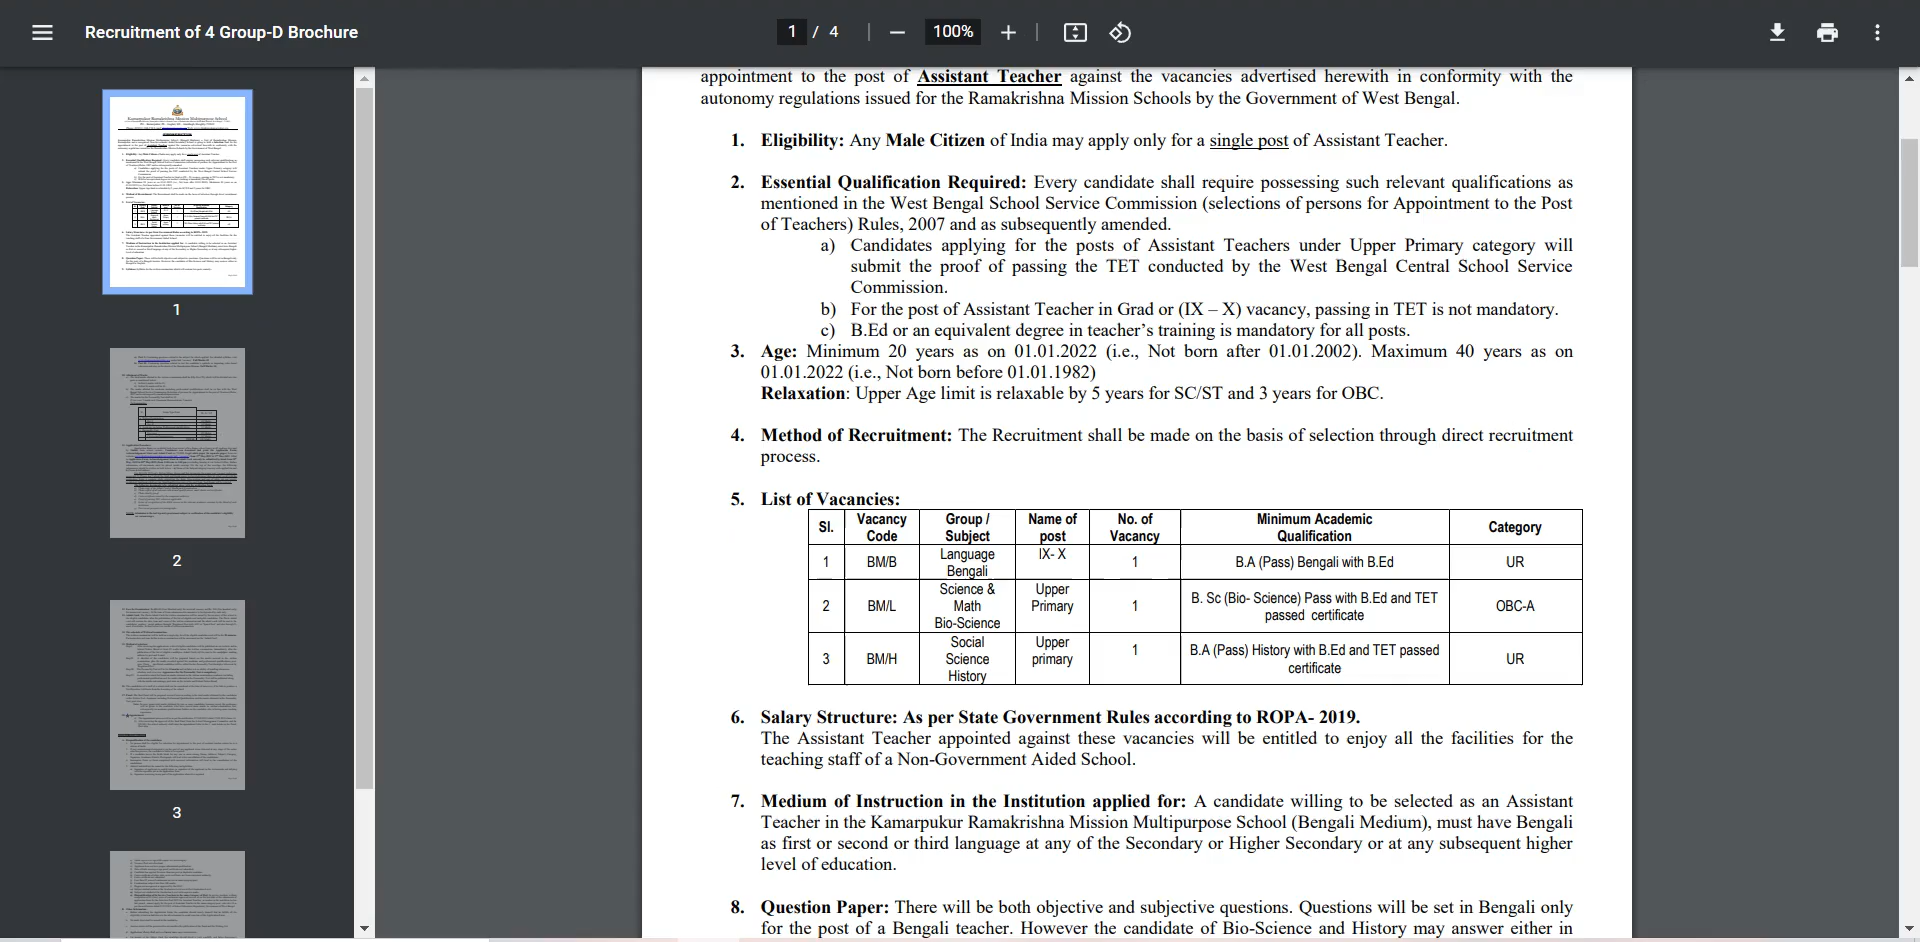 Recruitment of 4 Group-D Brochure
1 / 4
100%
1
2
3
appointment to the post of Assistant Teacher against the vacancies advertised herewith in conformity with the
autonomy regulations issued for the Ramakrishna Mission Schools by the Government of West Bengal.
1. Eligibility: Any Male Citizen of India may apply only for a single post of Assistant Teacher.
2. Essential Qualification Required: Every candidate shall require possessing such relevant qualifications as
mentioned in the West Bengal School Service Commission (selections of persons for Appointment to the Post
of Teachers) Rules, 2007 and as subsequently amended.
a) Candidates applying for the posts of Assistant Teachers under Upper Primary category will
submit the proof of passing the TET conducted by the West Bengal Central School Service
Commission.
b) For the post of Assistant Teacher in Grad or (IX – X) vacancy, passing in TET is not mandatory.
c) B.Ed or an equivalent degree in teacher’s training is mandatory for all posts.
3. Age: Minimum 20 years as on 01.01.2022 (i.e., Not born after 01.01.2002). Maximum 40 years as on
01.01.2022 (i.e., Not born before 01.01.1982)
Relaxation: Upper Age limit is relaxable by 5 years for SC/ST and 3 years for OBC.
4. Method of Recruitment: The Recruitment shall be made on the basis of selection through direct recruitment
process.
5. List of Vacancies:
Sl. Vacancy Code Group / Subject Name of post No. of Vacancy Minimum Academic Qualification Category
1 BM/B Language Bengali IX- X 1 B.A (Pass) Bengali with B.Ed UR
2 BM/L Science & Math Bio-Science Upper Primary 1 B. Sc (Bio- Science) Pass with B.Ed and TET passed certificate OBC-A
3 BM/H Social Science History Upper primary 1 B.A (Pass) History with B.Ed and TET passed certificate UR
6. Salary Structure: As per State Government Rules according to ROPA- 2019.
The Assistant Teacher appointed against these vacancies will be entitled to enjoy all the facilities for the
teaching staff of a Non-Government Aided School.
7. Medium of Instruction in the Institution applied for: A candidate willing to be selected as an Assistant
Teacher in the Kamarpukur Ramakrishna Mission Multipurpose School (Bengali Medium), must have Bengali
as first or second or third language at any of the Secondary or Higher Secondary or at any subsequent higher
level of education.
8. Question Paper: There will be both objective and subjective questions. Questions will be set in Bengali only
for the post of a Bengali teacher. However the candidate of Bio-Science and History may answer either in